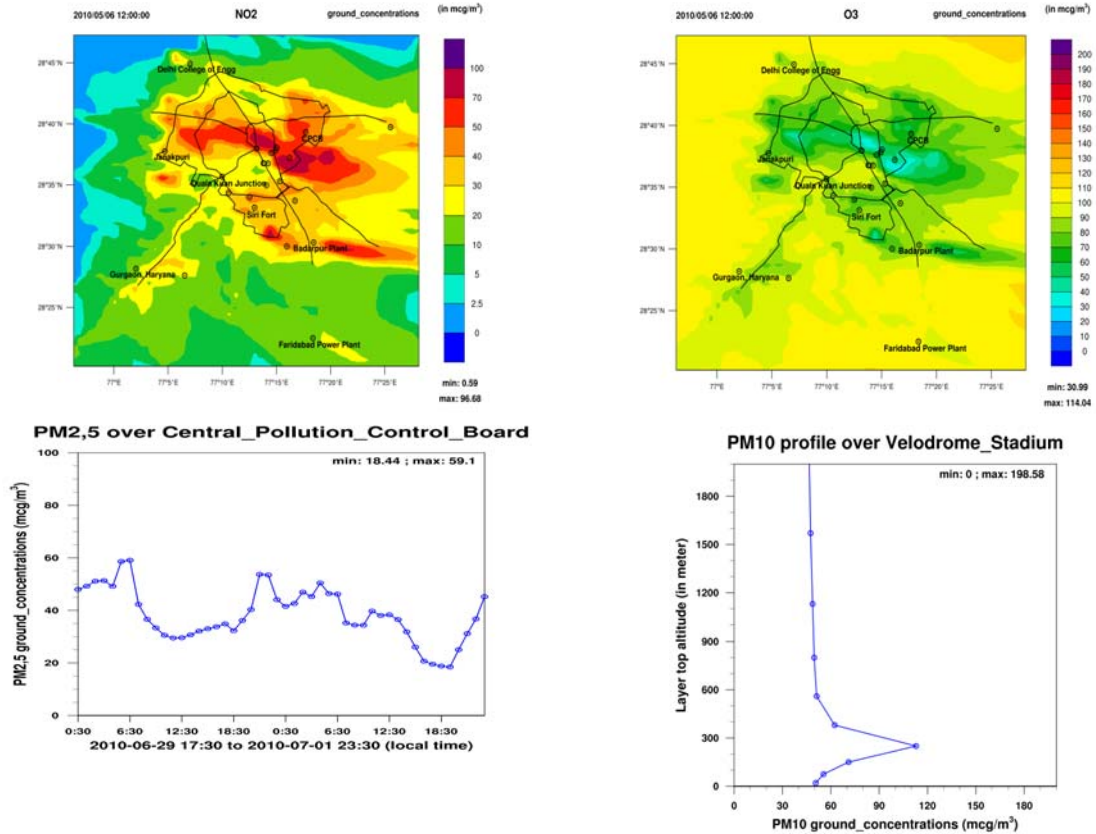 2010/05/06 12:00:00 NO2 ground_concentrations (in mcg/m³)
28°45'N
28°40'N
28°35'N
28°30'N
28°25'N
Delhi College of Engg
CPCB
Janakpuri
Quaia Kuan Junction
Siri Fort
Badarpur Plant
Gurgaon, Haryana
Faridabad Power Plant
77°E 77°5'E 77°10'E 77°15'E 77°20'E 77°25'E
100
70
50
40
30
20
10
5
2.5
0
min: 0.59
max: 96.68
2010/05/06 12:00:00 O3 ground_concentrations (in mcg/m³)
28°45'N
28°40'N
28°35'N
28°30'N
28°25'N
Delhi College of Engg
CPCB
Janakpuri
Quaia Kuan Junction
Siri Fort
Badarpur Plant
Gurgaon, Haryana
Faridabad Power Plant
77°E 77°5'E 77°10'E 77°15'E 77°20'E 77°25'E
200
180
170
160
150
140
130
120
110
100
90
80
70
60
50
40
30
20
10
0
min: 30.99
max: 114.04
PM2,5 over Central_Pollution_Control_Board
min: 18.44 ; max: 59.1
PM2,5 ground_concentrations (mcg/m³)
100
80
60
40
20
0
0:30 6:30 12:30 18:30 0:30 6:30 12:30 18:30
2010-06-29 17:30 to 2010-07-01 23:30 (local time)
PM10 profile over Velodrome_Stadium
min: 0 ; max: 198.58
Layer top altitude (in meter)
1800
1500
1200
900
600
300
0
0 30 60 90 120 150 180
PM10 ground_concentrations (mcg/m³)